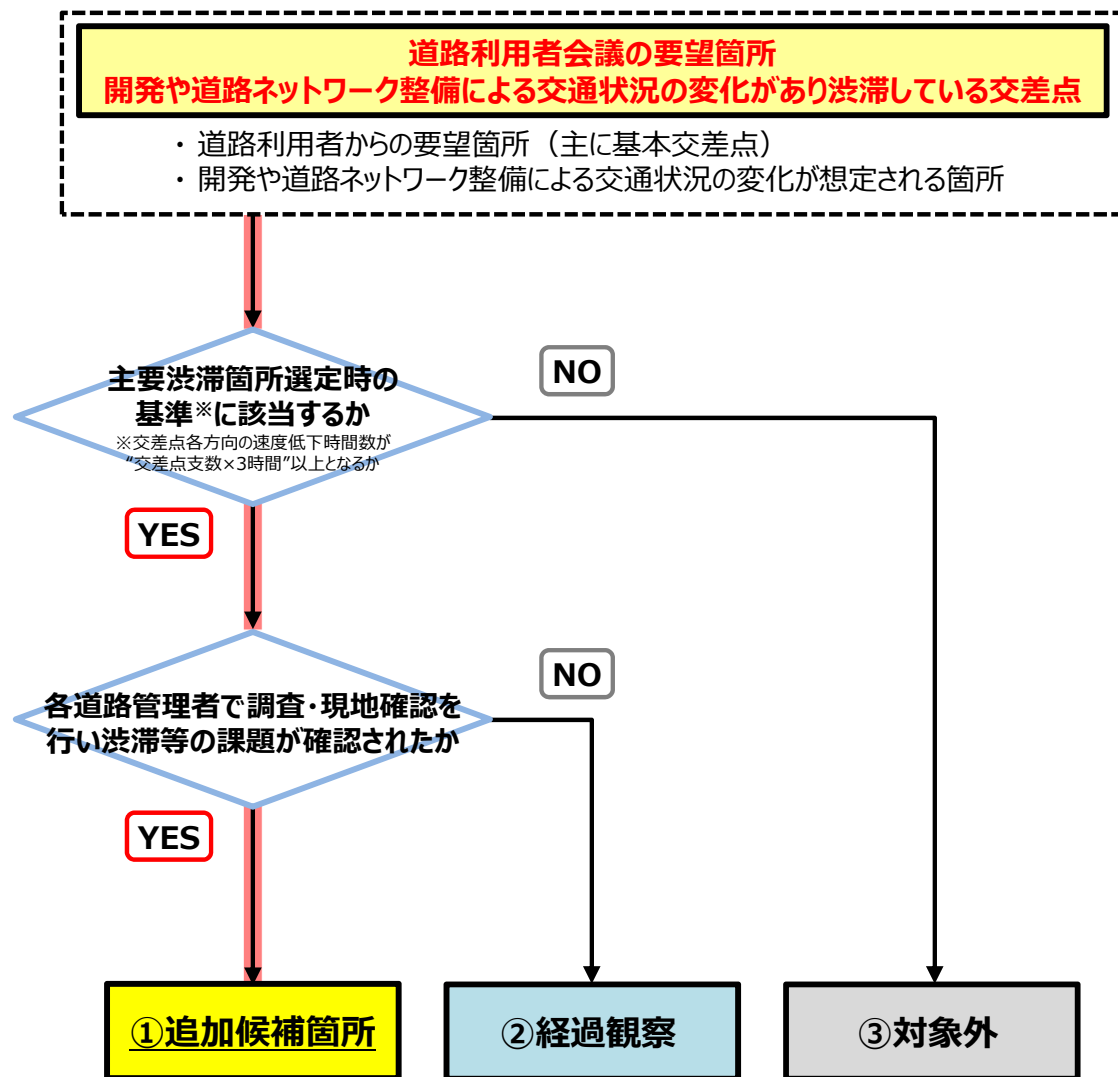 道路利用者会議の要望箇所
開発や道路ネットワーク整備による交通状況の変化があり渋滞している交差点
・道路利用者からの要望箇所（主に基本交差点）
・開発や道路ネットワーク整備による交通状況の変化が想定される箇所
主要渋滞箇所選定時の
基準※に該当するか
※交差点各方向の速度低下時間数が
“交差点支数×3時間”以上となるか
NO
YES
各道路管理者で調査・現地確認を
行い渋滞等の課題が確認されたか
NO
YES
①追加候補箇所
②経過観察
③対象外